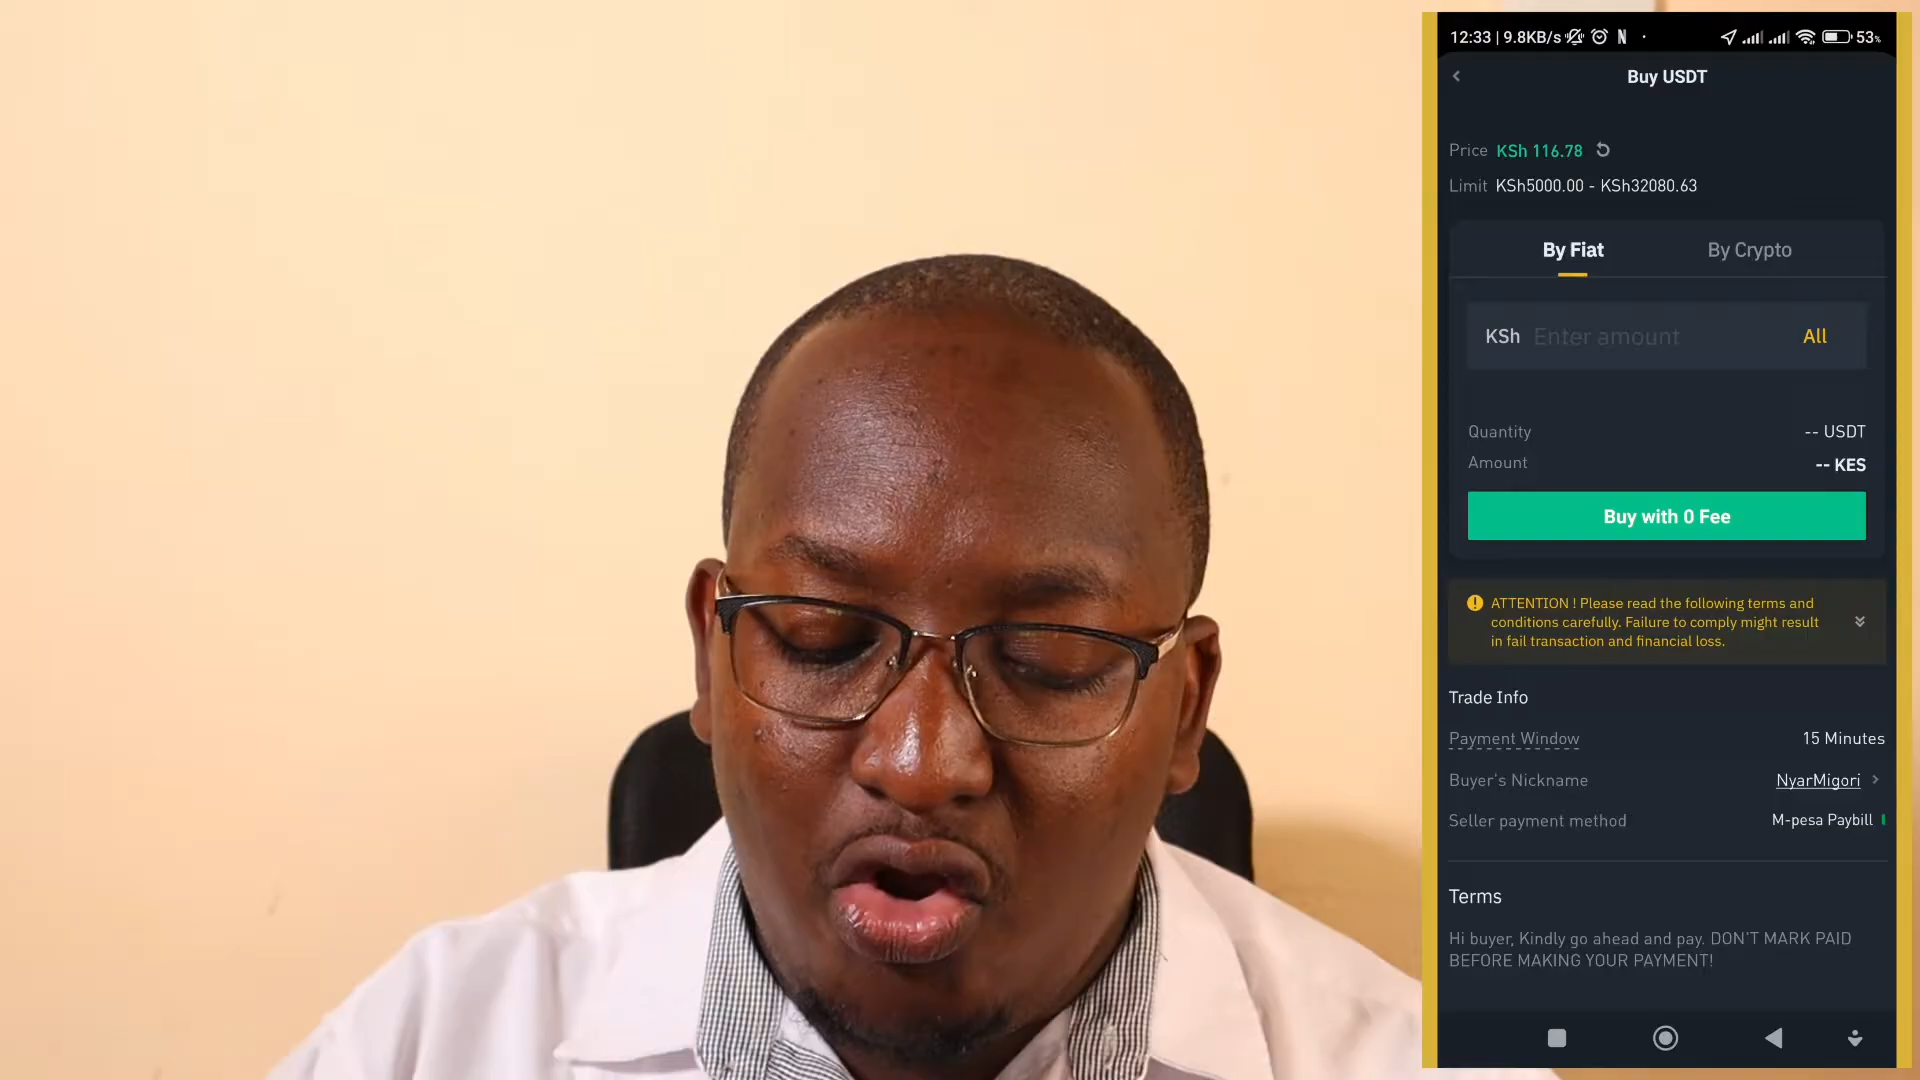 12:33 | 9.8KB/s N 53%
Buy USDT
Price KSh 116.78
Limit KSh5000.00 - KSh32080.63
By Fiat By Crypto
KSh Enter amount All
Quantity -- USDT
Amount -- KES
Buy with 0 Fee
ATTENTION ! Please read the following terms and
conditions carefully. Failure to comply might result
in fail transaction and financial loss.
Trade Info
Payment Window 15 Minutes
Buyer's Nickname NyarMigori
Seller payment method M-pesa Paybill
Terms
Hi buyer, Kindly go ahead and pay. DON'T MARK PAID
BEFORE MAKING YOUR PAYMENT!